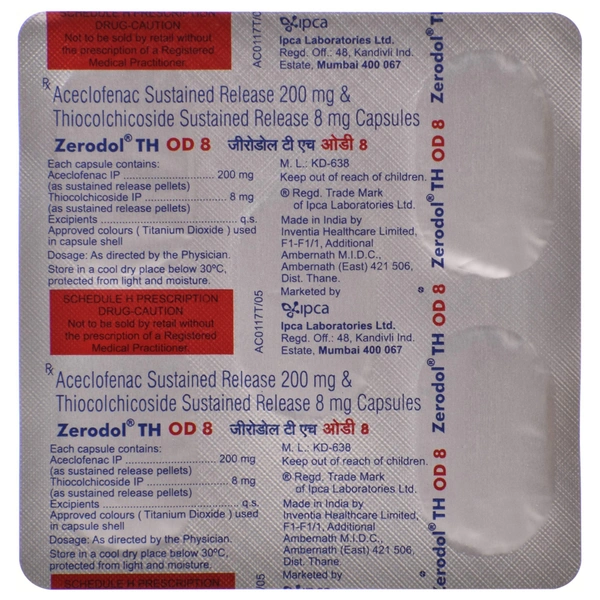 SCHEDULE H PRESCRIPTION
DRUG-CAUTION
Not to be sold by retail without
the prescription of a Registered
Medical Practitioner.
AC0117T/05
ipca
Ipca Laboratories Ltd.
Regd. Off.: 48, Kandivli Ind.
Estate, Mumbai 400 067
Rx
Aceclofenac Sustained Release 200 mg &
Thiocolchicoside Sustained Release 8 mg Capsules
Zerodol® TH OD 8 जीरोडोल टी एच ओडी 8
Each capsule contains:
Aceclofenac IP ............................ 200 mg
(as sustained release pellets)
Thiocolchicoside IP .......................... 8 mg
(as sustained release pellets)
Excipients .......................................... q.s.
Approved colours ( Titanium Dioxide ) used
in capsule shell
Dosage: As directed by the Physician.
Store in a cool dry place below 30ºC,
protected from light and moisture.
M. L.: KD-638
Keep out of reach of children.
® Regd. Trade Mark
of Ipca Laboratories Ltd.
Made in India by
Inventia Healthcare Limited,
F1-F1/1, Additional
Ambernath M.I.D.C.,
Ambernath (East) 421 506,
Dist. Thane.
Marketed by
SCHEDULE H PRESCRIPTION
DRUG-CAUTION
Not to be sold by retail without
the prescription of a Registered
Medical Practitioner.
AC0117T/05
ipca
Ipca Laboratories Ltd.
Regd. Off.: 48, Kandivli Ind.
Estate, Mumbai 400 067
Rx
Aceclofenac Sustained Release 200 mg &
Thiocolchicoside Sustained Release 8 mg Capsules
Zerodol® TH OD 8 जीरोडोल टी एच ओडी 8
Each capsule contains:
Aceclofenac IP ............................ 200 mg
(as sustained release pellets)
Thiocolchicoside IP .......................... 8 mg
(as sustained release pellets)
Excipients .......................................... q.s.
Approved colours ( Titanium Dioxide ) used
in capsule shell
Dosage: As directed by the Physician.
Store in a cool dry place below 30ºC,
protected from light and moisture.
M. L.: KD-638
Keep out of reach of children.
® Regd. Trade Mark
of Ipca Laboratories Ltd.
Made in India by
Inventia Healthcare Limited,
F1-F1/1, Additional
Ambernath M.I.D.C.,
Ambernath (East) 421 506,
Dist. Thane.
Marketed by
SCHEDULE H PRESCRIPTION
/05
ipca
Zerodol®
Zerodol® TH OD 8
Zerodol® TH OD 8
Zerodol® TH OD 8